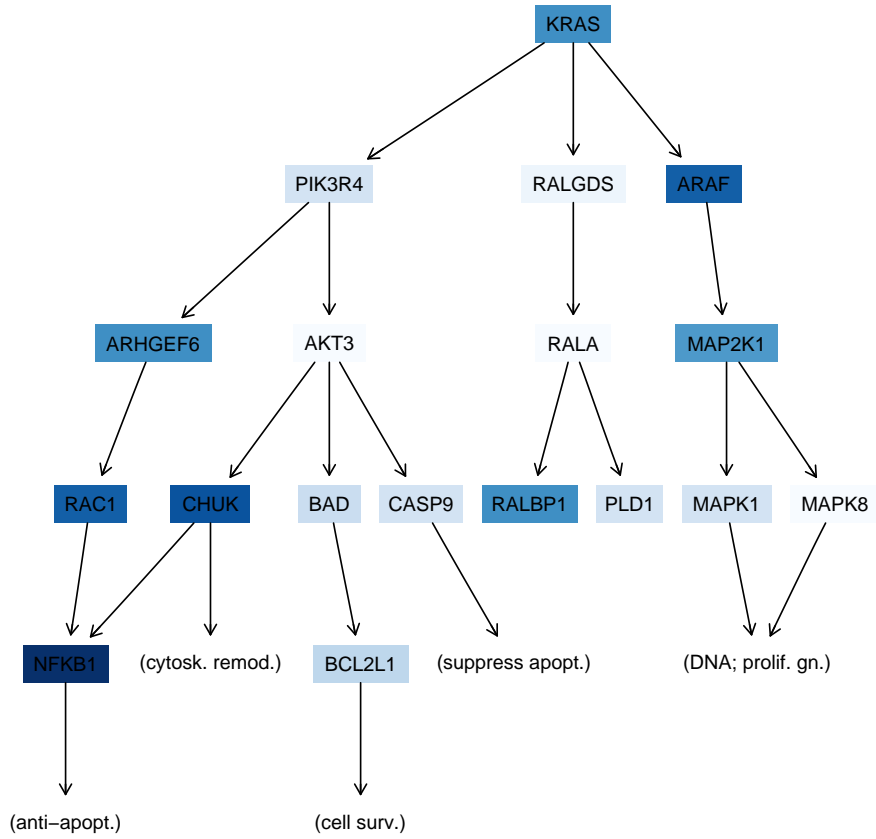 KRAS
PIK3R4
RALGDS
ARAF
ARHGEF6
AKT3
RALA
MAP2K1
RAC1
CHUK
BAD
CASP9
RALBP1
PLD1
MAPK1
MAPK8
NFKB1
(cytosk. remod.)
BCL2L1
(suppress apopt.)
(DNA; prolif. gn.)
(anti−apopt.)
(cell surv.)